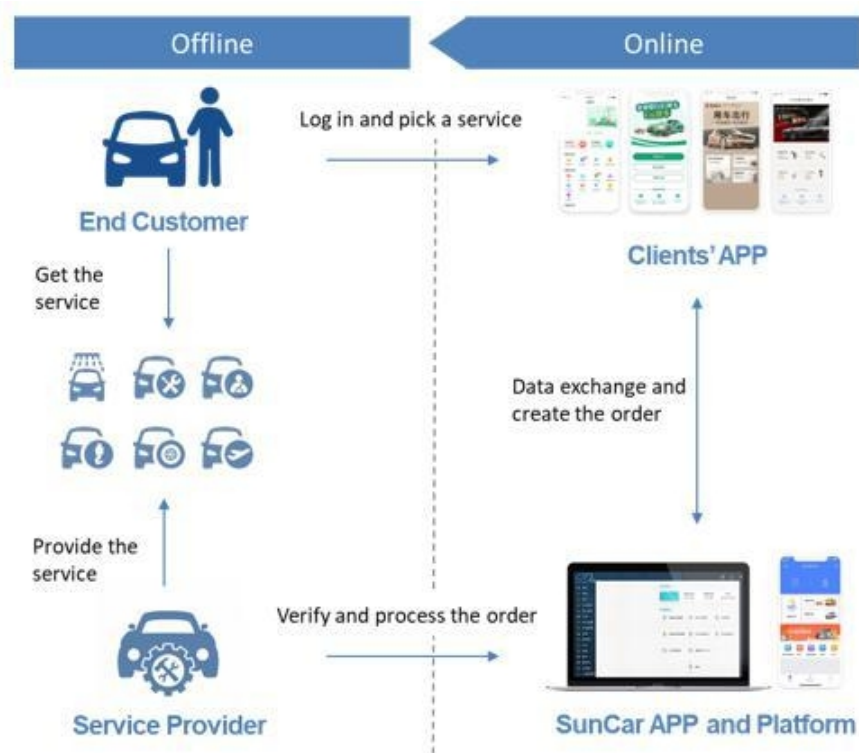 Offline
Online
Log in and pick a service
End Customer
Clients' APP
Get the
service
Data exchange and
create the order
Provide the
service
Verify and process the order
Service Provider
SunCar APP and Platform